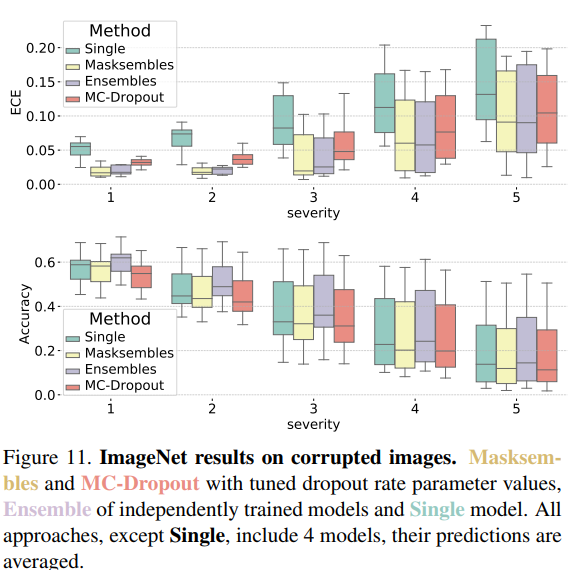 Method
Single
Masksembles
Ensembles
MC-Dropout
ECE
0.20
0.15
0.10
0.05
0.00
1 2 3 4 5
severity
Accuracy
0.6
0.4
0.2
0.0
Method
Single
Masksembles
Ensembles
MC-Dropout
1 2 3 4 5
severity
Figure 11. ImageNet results on corrupted images. Masksem-
bles and MC-Dropout with tuned dropout rate parameter values,
Ensemble of independently trained models and Single model. All
approaches, except Single, include 4 models, their predictions are
averaged.